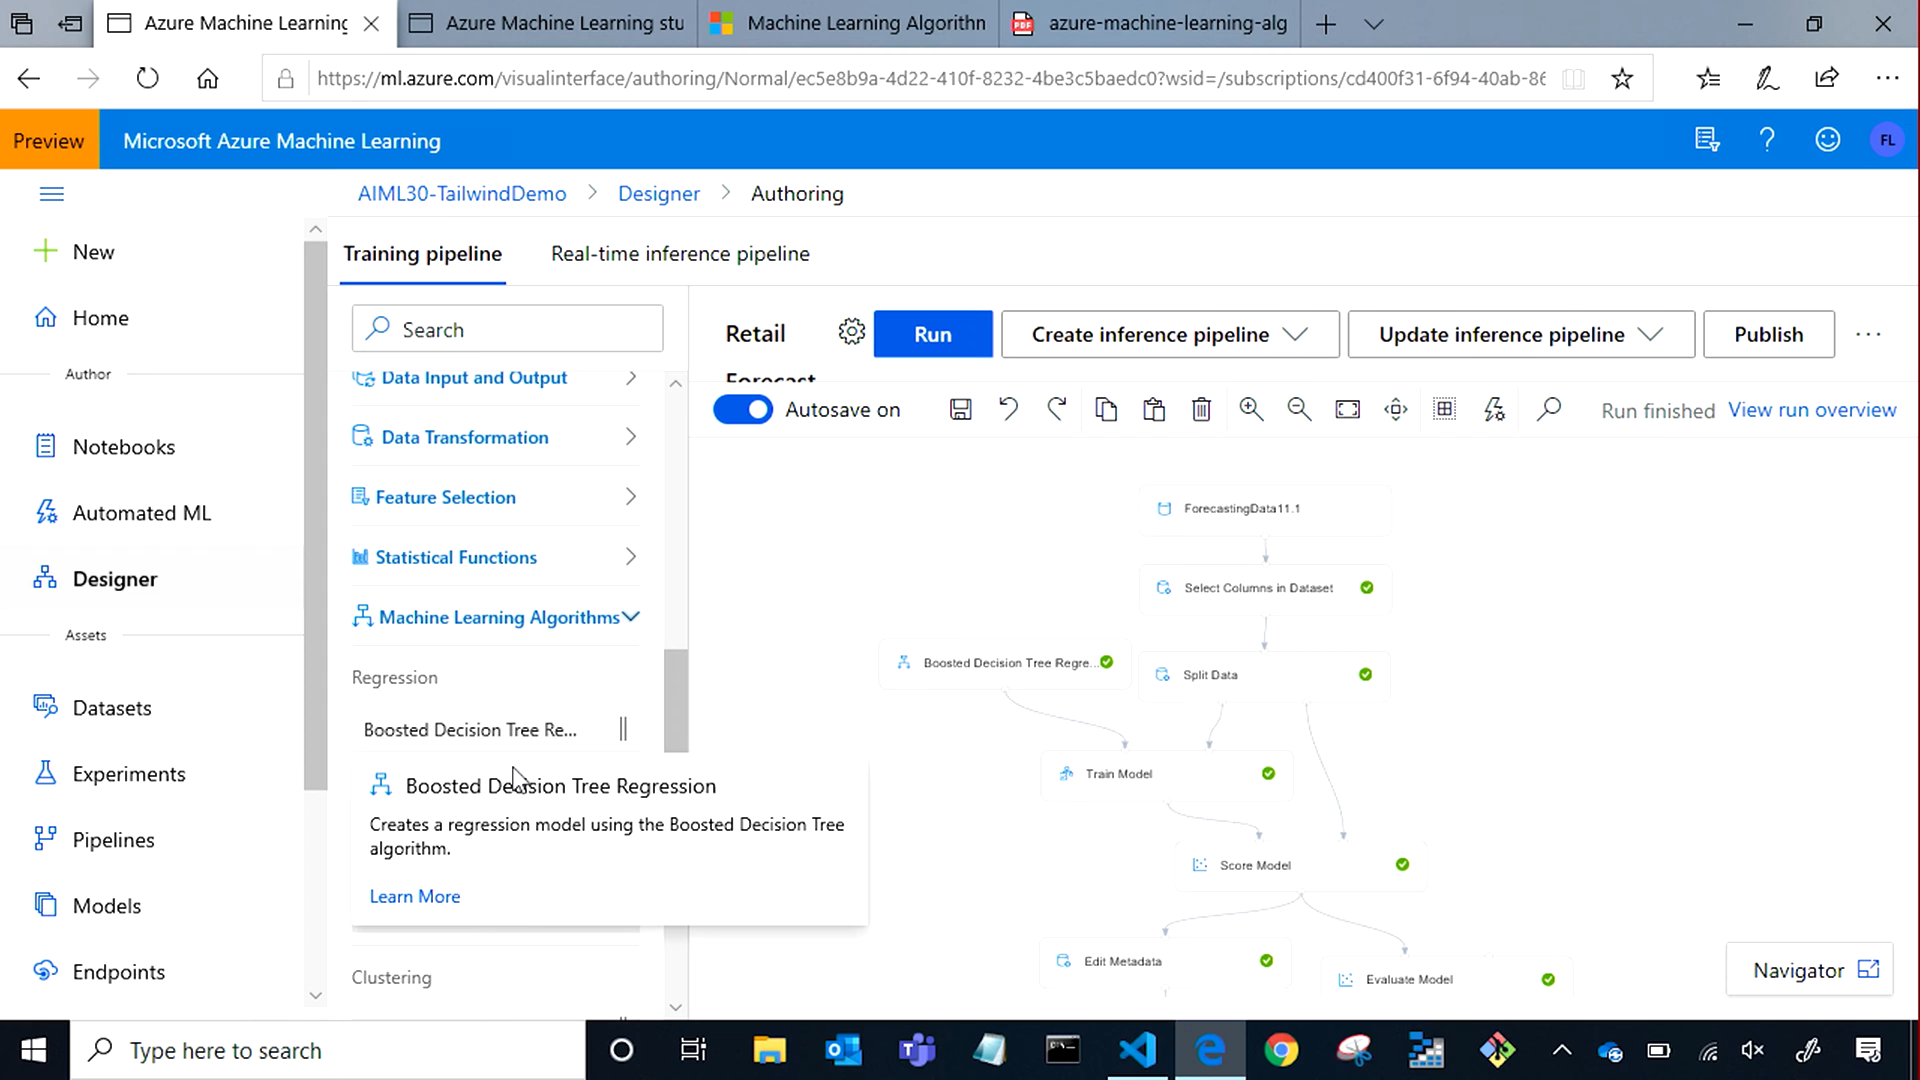 Azure Machine Learning
Azure Machine Learning stu
Machine Learning Algorithn
azure-machine-learning-alg
https://ml.azure.com/visualinterface/authoring/Normal/ec5e8b9a-4d22-410f-8232-4be3c5baedc0?wsid=/subscriptions/cd400f31-6f94-40ab-86
Preview
Microsoft Azure Machine Learning
FL
AIML30-TailwindDemo > Designer > Authoring
New
Home
Author
Notebooks
Automated ML
Designer
Assets
Datasets
Experiments
Pipelines
Models
Endpoints
Training pipeline
Real-time inference pipeline
Search
Data Input and Output
Data Transformation
Feature Selection
Statistical Functions
Machine Learning Algorithms
Regression
Boosted Decision Tree Re...
Boosted Decision Tree Regression
Creates a regression model using the Boosted Decision Tree
algorithm.
Learn More
Clustering
Retail
Forecast
Run
Create inference pipeline
Update inference pipeline
Publish
Autosave on
Run finished
View run overview
ForecastingData11.1
Select Columns in Dataset
Boosted Decision Tree Regre...
Split Data
Train Model
Score Model
Edit Metadata
Evaluate Model
Navigator
Type here to search